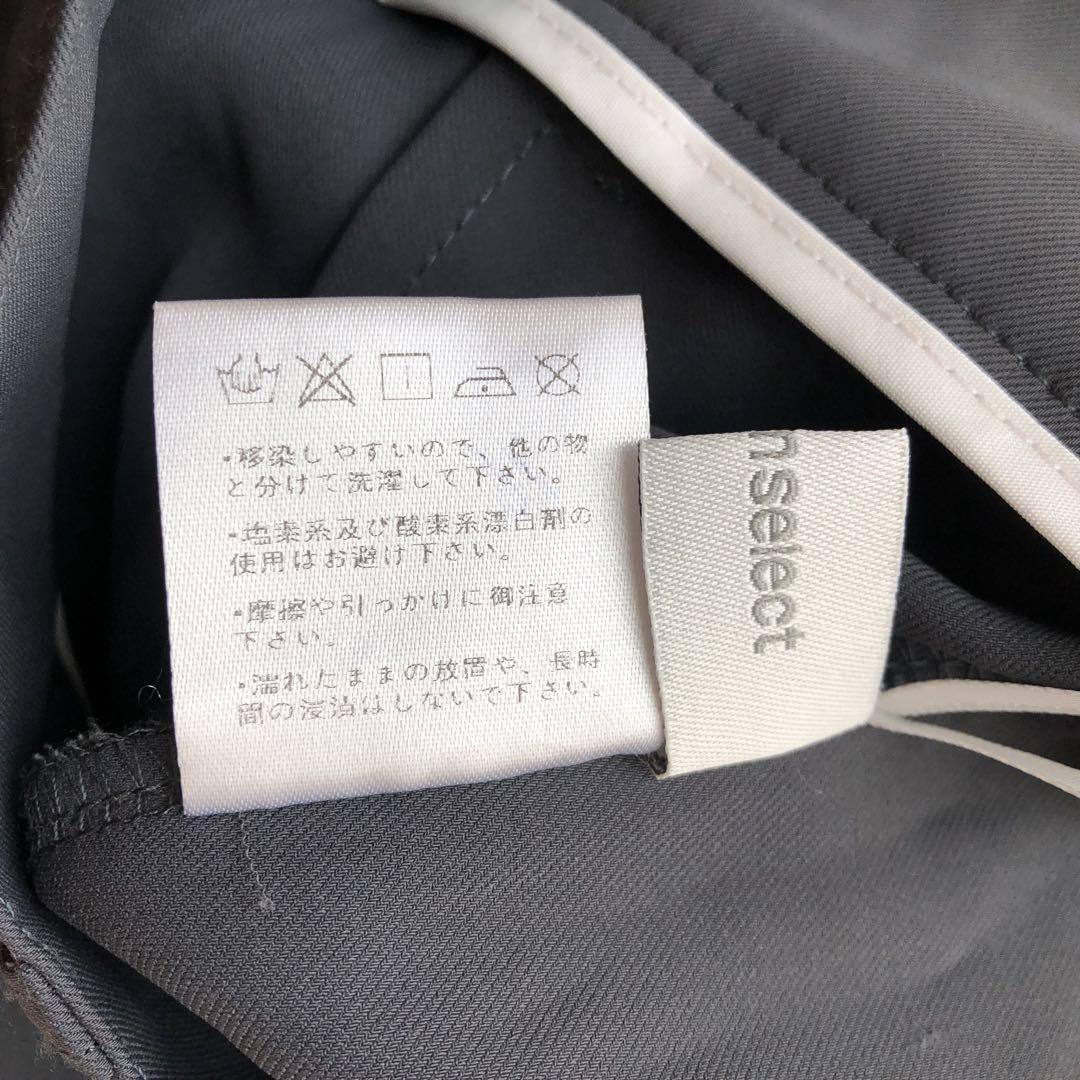 ・移染しやすいので、他の物
と分けて洗濯して下さい。
・塩素系及び酸素系漂白剤の
使用はお避け下さい。
・摩擦や引っかけに御注意
下さい。
・濡れたままの放置や、長時
間の浸漬はしないで下さい。
nselect